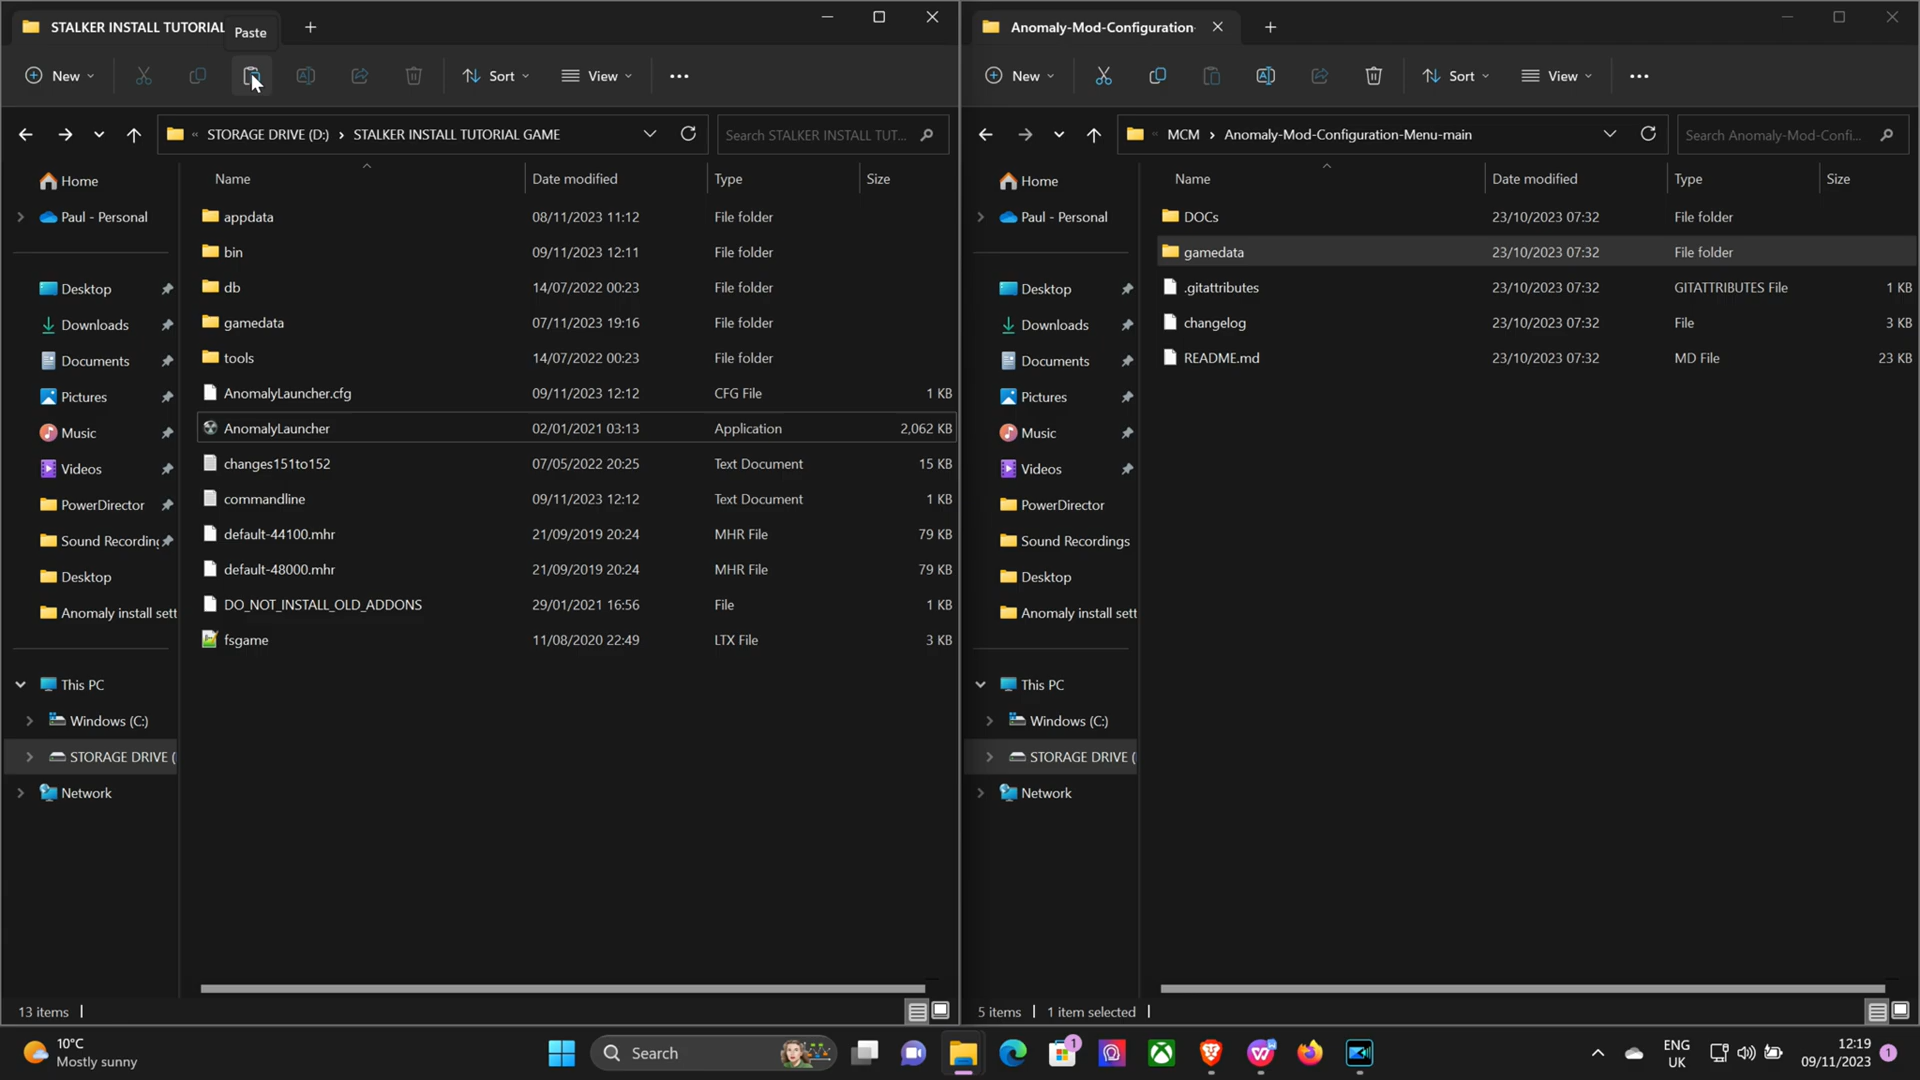 STALKER INSTALL TUTORIAL
Paste
New
Sort
View
« STORAGE DRIVE (D:) › STALKER INSTALL TUTORIAL GAME
Search STALKER INSTALL TUT...
Home
Paul - Personal
Desktop
Downloads
Documents
Pictures
Music
Videos
PowerDirector
Sound Recording
Desktop
Anomaly install sett
This PC
Windows (C:)
STORAGE DRIVE (
Network
Name Date modified Type Size
appdata 08/11/2023 11:12 File folder
bin 09/11/2023 12:11 File folder
db 14/07/2022 00:23 File folder
gamedata 07/11/2023 19:16 File folder
tools 14/07/2022 00:23 File folder
AnomalyLauncher.cfg 09/11/2023 12:12 CFG File 1 KB
AnomalyLauncher 02/01/2021 03:13 Application 2,062 KB
changes151to152 07/05/2022 20:25 Text Document 15 KB
commandline 09/11/2023 12:12 Text Document 1 KB
default-44100.mhr 21/09/2019 20:24 MHR File 79 KB
default-48000.mhr 21/09/2019 20:24 MHR File 79 KB
DO_NOT_INSTALL_OLD_ADDONS 29/01/2021 16:56 File 1 KB
fsgame 11/08/2020 22:49 LTX File 3 KB
13 items
Anomaly-Mod-Configuration-
New
Sort
View
« MCM › Anomaly-Mod-Configuration-Menu-main
Search Anomaly-Mod-Confi...
Home
Paul - Personal
Desktop
Downloads
Documents
Pictures
Music
Videos
PowerDirector
Sound Recordings
Desktop
Anomaly install sett
This PC
Windows (C:)
STORAGE DRIVE (
Network
Name Date modified Type Size
DOCs 23/10/2023 07:32 File folder
gamedata 23/10/2023 07:32 File folder
.gitattributes 23/10/2023 07:32 GITATTRIBUTES File 1 KB
changelog 23/10/2023 07:32 File 3 KB
README.md 23/10/2023 07:32 MD File 23 KB
5 items 1 item selected
10°C
Mostly sunny
Search
1
ENG
UK
12:19
09/11/2023
1